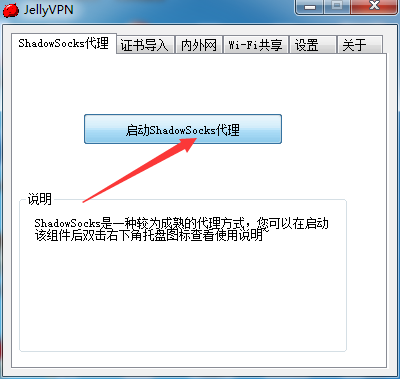 JellyVPN
ShadowSocks代理 证书导入 内外网 Wi-Fi共享 设置 关于
启动ShadowSocks代理
说明
ShadowSocks是一种较为成熟的代理方式，您可以在启动
该组件后双击右下角托盘图标查看使用说明~